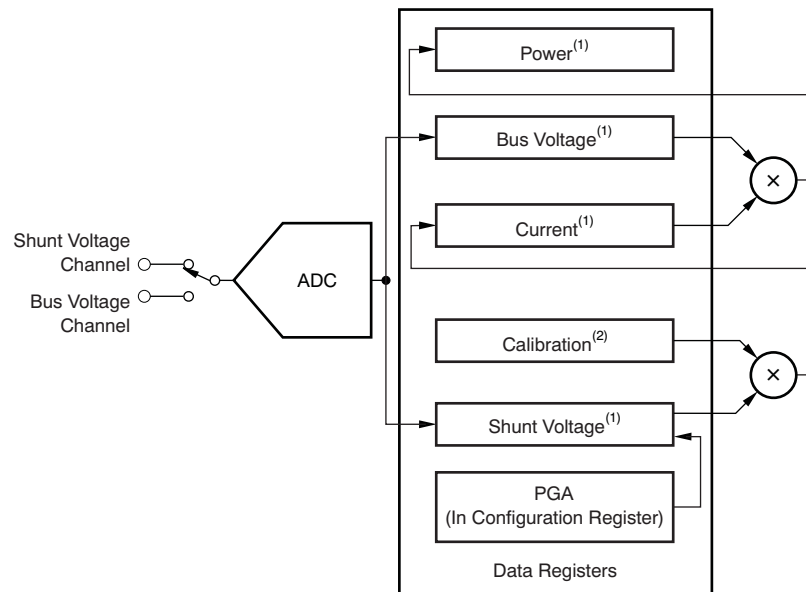 Power(1)
Bus Voltage(1)
×
Current(1)
Shunt Voltage
Channel
Bus Voltage
Channel
ADC
Calibration(2)
×
Shunt Voltage(1)
PGA
(In Configuration Register)
Data Registers